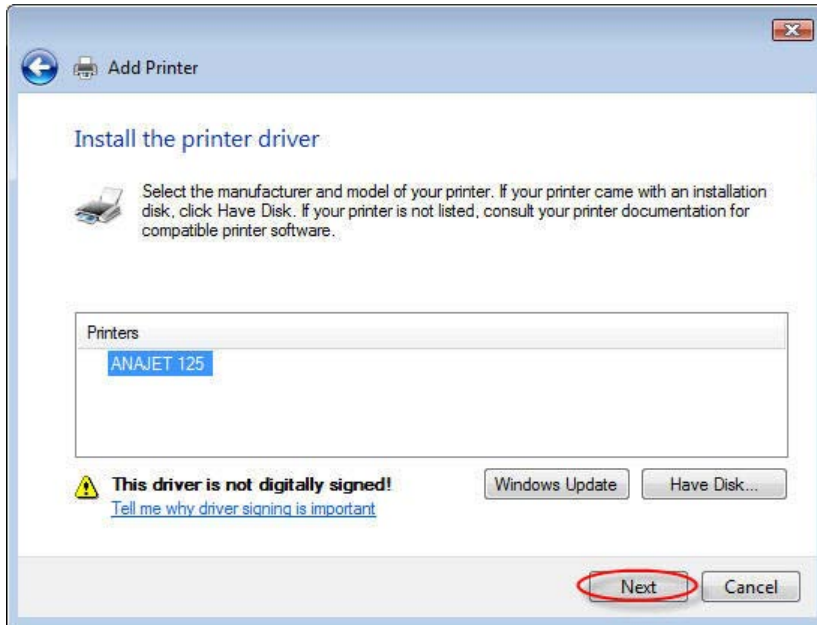 Add Printer
Install the printer driver
Select the manufacturer and model of your printer. If your printer came with an installation
disk, click Have Disk. If your printer is not listed, consult your printer documentation for
compatible printer software.
Printers
ANAJET 125
This driver is not digitally signed!
Tell me why driver signing is important
Windows Update
Have Disk...
Next
Cancel